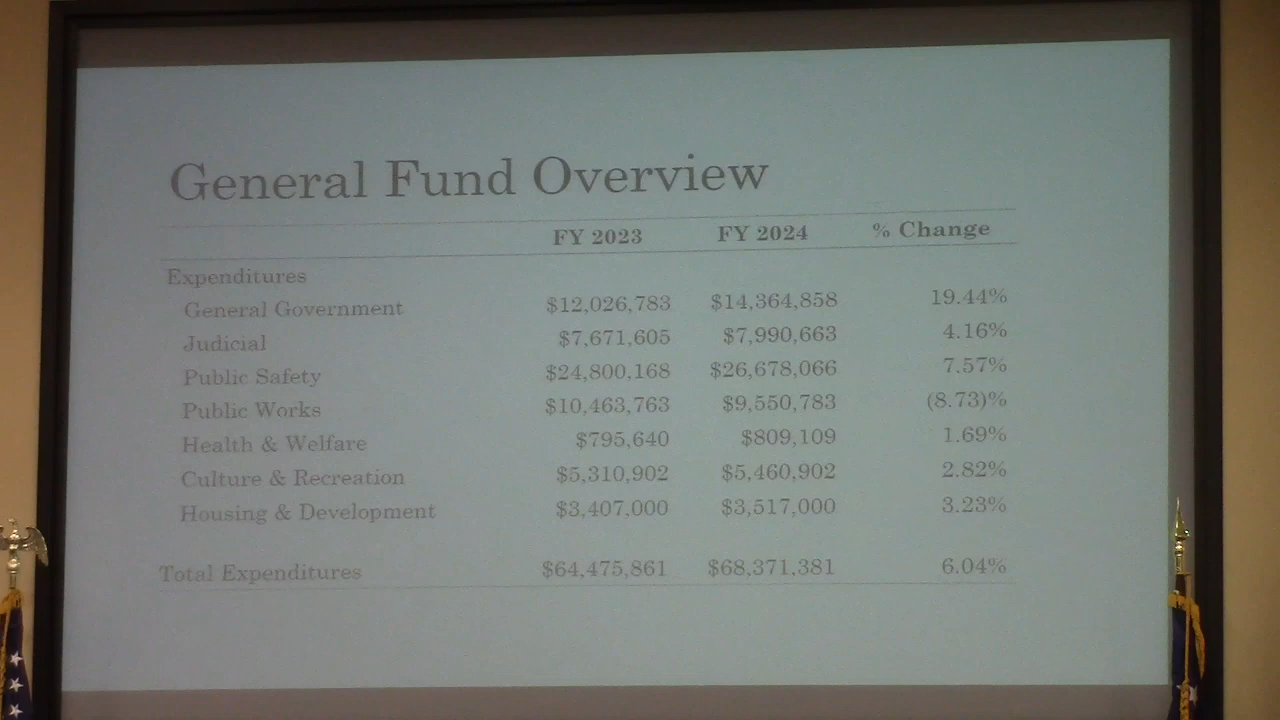 General Fund Overview
FY 2023 FY 2024 % Change
Expenditures
General Government $12,026,783 $14,364,858 19.44%
Judicial $7,671,605 $7,990,663 4.16%
Public Safety $24,800,168 $26,678,066 7.57%
Public Works $10,463,763 $9,550,783 (8.73)%
Health & Welfare $795,640 $809,109 1.69%
Culture & Recreation $5,310,902 $5,460,902 2.82%
Housing & Development $3,407,000 $3,517,000 3.23%
Total Expenditures $64,475,861 $68,371,381 6.04%